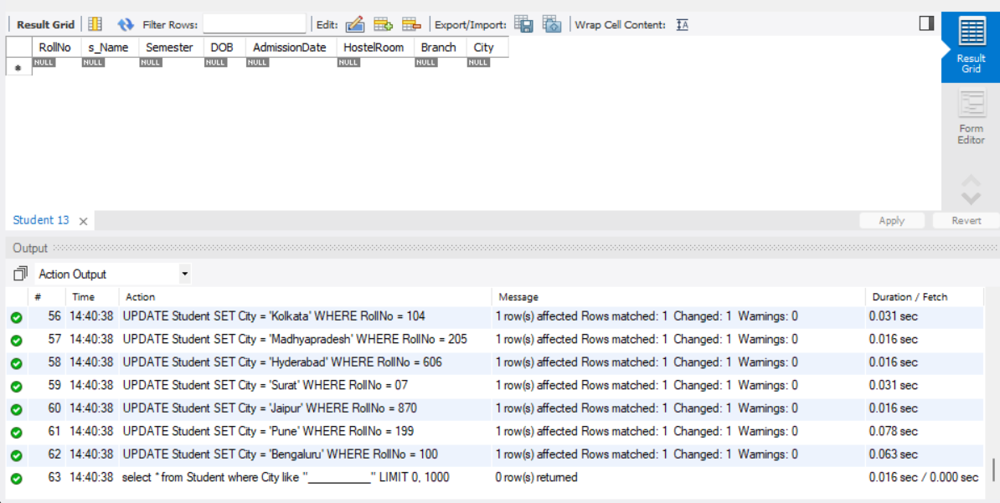 Result Grid Filter Rows: Edit: Export/Import: Wrap Cell Content:
RollNo s_Name Semester DOB AdmissionDate HostelRoom Branch City
NULL NULL NULL NULL NULL NULL NULL NULL
Result
Grid
Form
Editor
Student 13
Apply Revert
Output
Action Output
# Time Action Message Duration / Fetch
56 14:40:38 UPDATE Student SET City = 'Kolkata' WHERE RollNo = 104 1 row(s) affected Rows matched: 1 Changed: 1 Warnings: 0 0.031 sec
57 14:40:38 UPDATE Student SET City = 'Madhyapradesh' WHERE RollNo = 205 1 row(s) affected Rows matched: 1 Changed: 1 Warnings: 0 0.016 sec
58 14:40:38 UPDATE Student SET City = 'Hyderabad' WHERE RollNo = 606 1 row(s) affected Rows matched: 1 Changed: 1 Warnings: 0 0.016 sec
59 14:40:38 UPDATE Student SET City = 'Surat' WHERE RollNo = 07 1 row(s) affected Rows matched: 1 Changed: 1 Warnings: 0 0.031 sec
60 14:40:38 UPDATE Student SET City = 'Jaipur' WHERE RollNo = 870 1 row(s) affected Rows matched: 1 Changed: 1 Warnings: 0 0.016 sec
61 14:40:38 UPDATE Student SET City = 'Pune' WHERE RollNo = 199 1 row(s) affected Rows matched: 1 Changed: 1 Warnings: 0 0.078 sec
62 14:40:38 UPDATE Student SET City = 'Bengaluru' WHERE RollNo = 100 1 row(s) affected Rows matched: 1 Changed: 1 Warnings: 0 0.063 sec
63 14:40:38 select * from Student where City like "__________" LIMIT 0, 1000 0 row(s) returned 0.016 sec / 0.000 sec